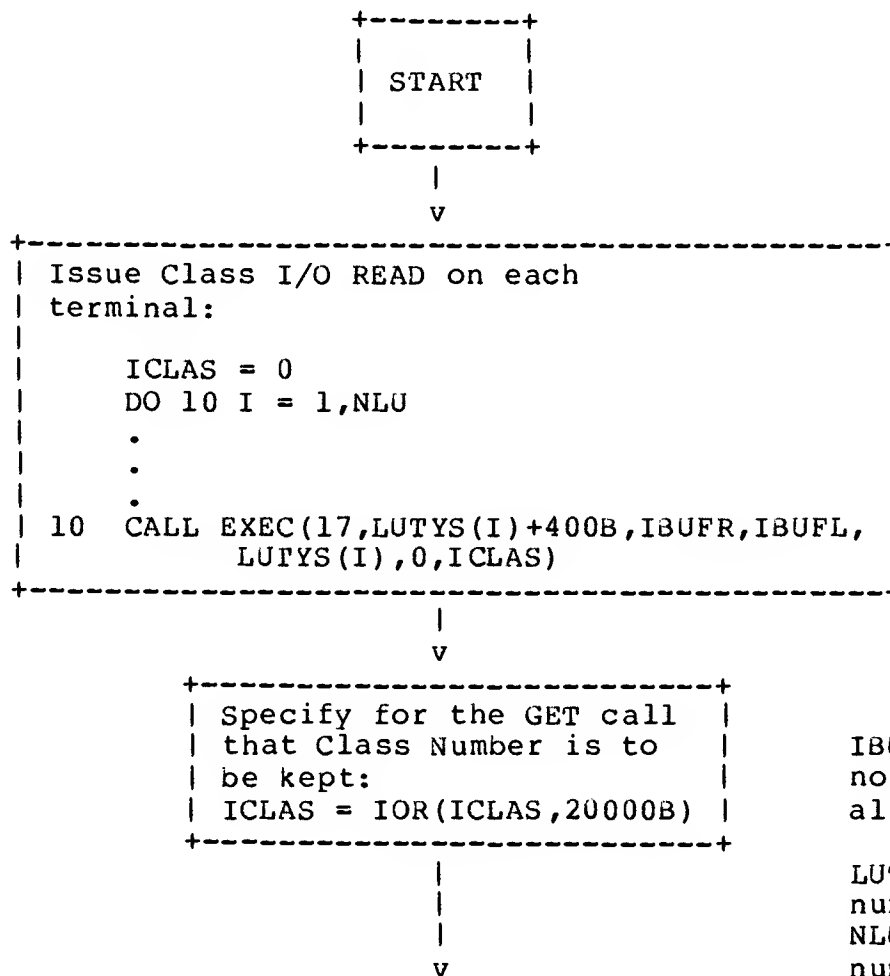 START
v
Issue Class I/O READ on each
terminal:
ICLAS = 0
DO 10 I = 1,NLU
.
.
.
10 CALL EXEC(17,LUTYS(I)+400B,IBUFR,IBUFL,
LUTYS(I),0,ICLAS)
v
Specify for the GET call
that Class Number is to
be kept:
ICLAS = IOR(ICLAS,20000B)
v